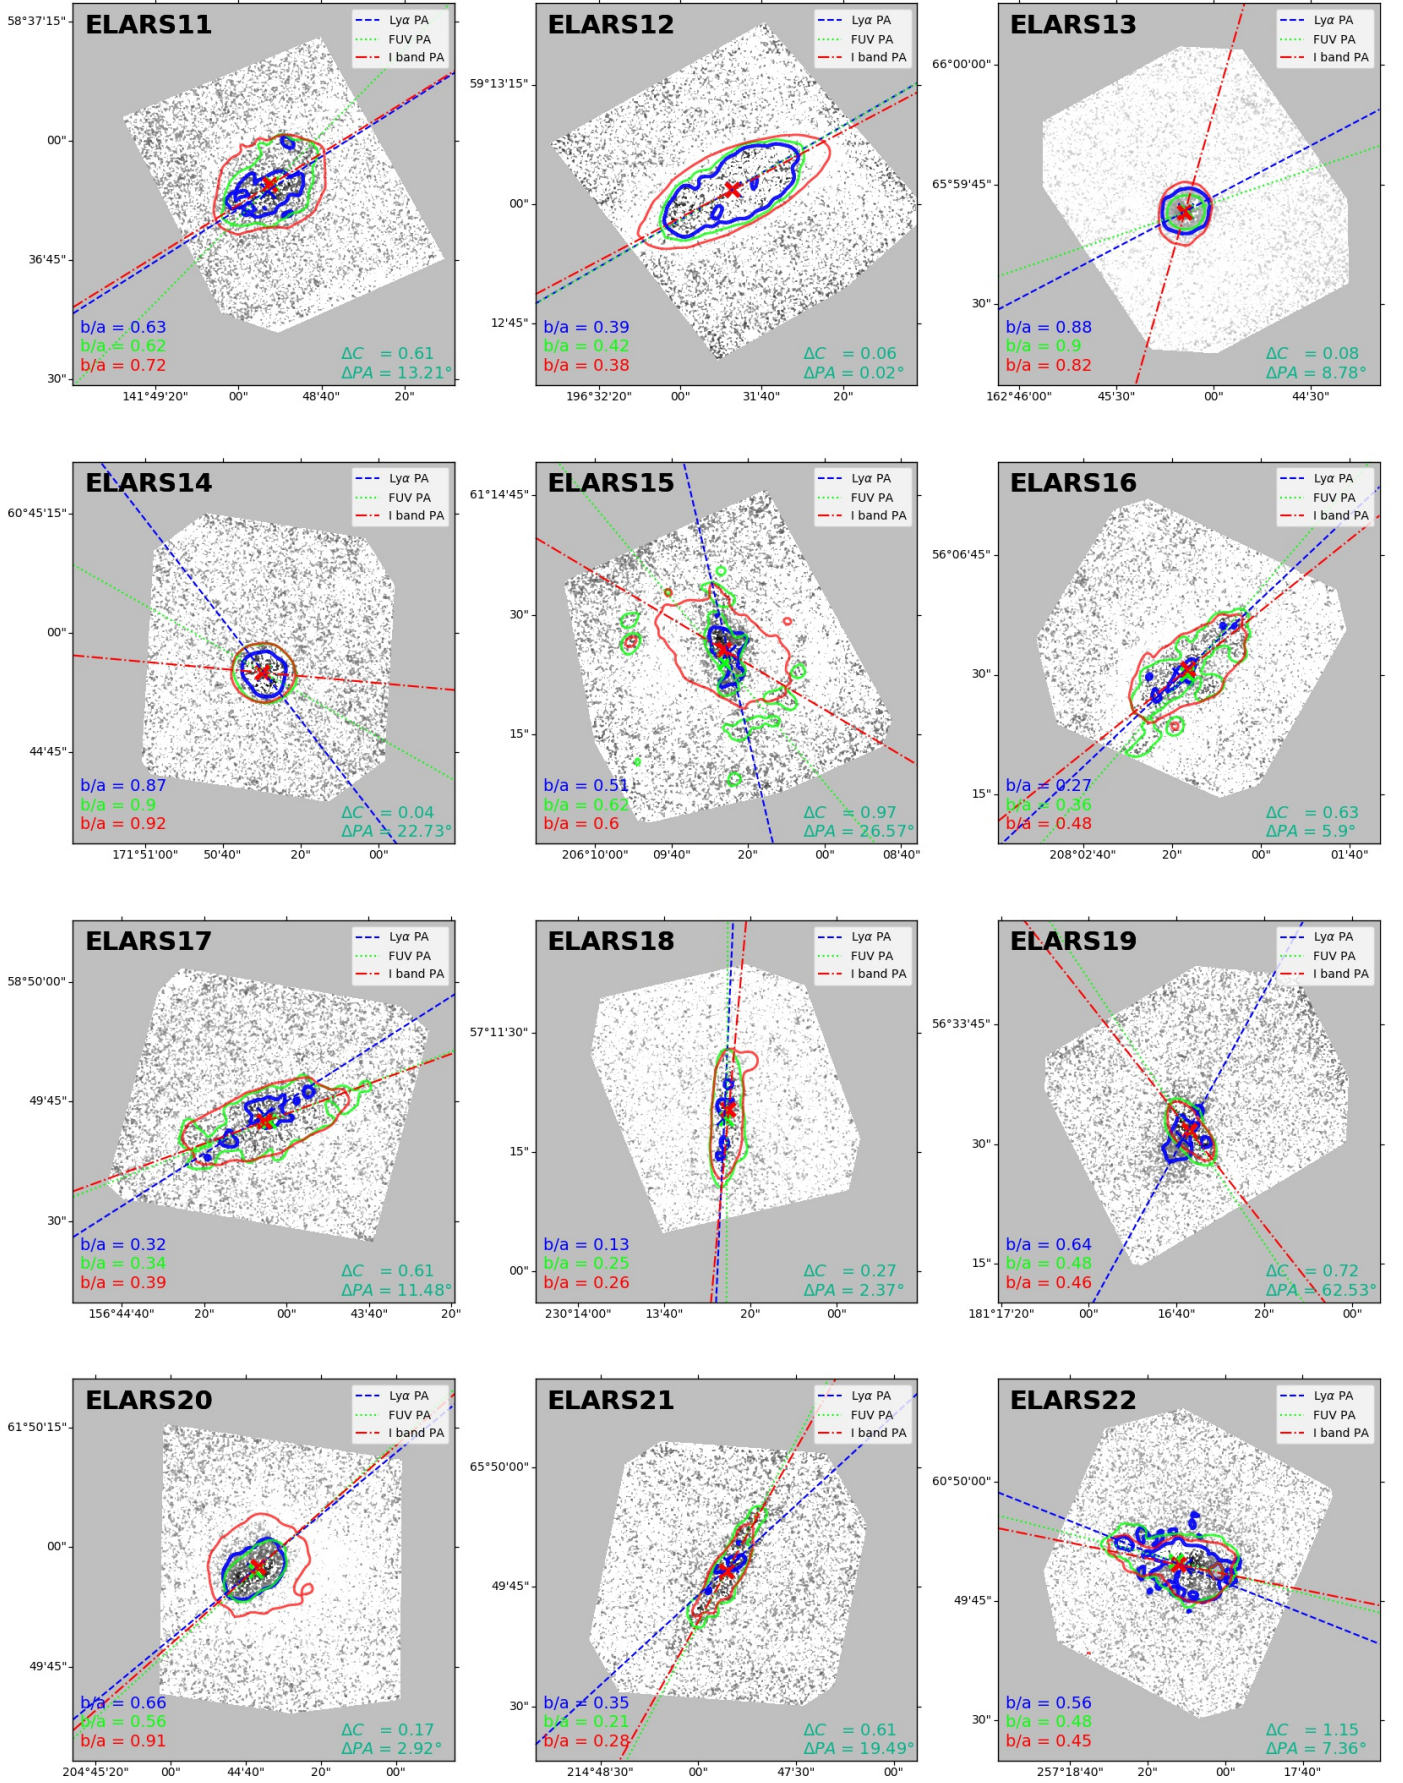 ELARS11
Lyα PA
FUV PA
I band PA
58°37'15"
00"
36'45"
30"
b/a = 0.63
b/a = 0.62
b/a = 0.72
ΔC = 0.61
ΔPA = 13.21°
141°49'20" 00" 48'40" 20"
ELARS12
Lyα PA
FUV PA
I band PA
59°13'15"
00"
12'45"
b/a = 0.39
b/a = 0.42
b/a = 0.38
ΔC = 0.06
ΔPA = 0.02°
196°32'20" 00" 31'40" 20"
ELARS13
Lyα PA
FUV PA
I band PA
66°00'00"
65°59'45"
30"
b/a = 0.88
b/a = 0.9
b/a = 0.82
ΔC = 0.08
ΔPA = 8.78°
162°46'00" 45'30" 00" 44'30"
ELARS14
Lyα PA
FUV PA
I band PA
60°45'15"
00"
44'45"
b/a = 0.87
b/a = 0.9
b/a = 0.92
ΔC = 0.04
ΔPA = 22.73°
171°51'00" 50'40" 20" 00"
ELARS15
Lyα PA
FUV PA
I band PA
61°14'45"
30"
15"
b/a = 0.51
b/a = 0.62
b/a = 0.6
ΔC = 0.97
ΔPA = 26.57°
206°10'00" 09'40" 20" 00" 08'40"
ELARS16
Lyα PA
FUV PA
I band PA
56°06'45"
30"
15"
b/a = 0.27
b/a = 0.36
b/a = 0.48
ΔC = 0.63
ΔPA = 5.9°
208°02'40" 20" 00" 01'40"
ELARS17
Lyα PA
FUV PA
I band PA
58°50'00"
49'45"
30"
b/a = 0.32
b/a = 0.34
b/a = 0.39
ΔC = 0.61
ΔPA = 11.48°
156°44'40" 20" 00" 43'40" 20"
ELARS18
Lyα PA
FUV PA
I band PA
57°11'30"
15"
00"
b/a = 0.13
b/a = 0.25
b/a = 0.26
ΔC = 0.27
ΔPA = 2.37°
230°14'00" 13'40" 20" 00"
ELARS19
Lyα PA
FUV PA
I band PA
56°33'45"
30"
15"
b/a = 0.64
b/a = 0.48
b/a = 0.46
ΔC = 0.72
ΔPA = 62.53°
181°17'20" 00" 16'40" 20" 00"
ELARS20
Lyα PA
FUV PA
I band PA
61°50'15"
00"
49'45"
b/a = 0.66
b/a = 0.56
b/a = 0.91
ΔC = 0.17
ΔPA = 2.92°
204°45'20" 00" 44'40" 20" 00"
ELARS21
Lyα PA
FUV PA
I band PA
65°50'00"
49'45"
30"
b/a = 0.35
b/a = 0.21
b/a = 0.28
ΔC = 0.61
ΔPA = 19.49°
214°48'30" 00" 47'30" 00"
ELARS22
Lyα PA
FUV PA
I band PA
60°50'00"
49'45"
30"
b/a = 0.56
b/a = 0.48
b/a = 0.45
ΔC = 1.15
ΔPA = 7.36°
257°18'40" 20" 00" 17'40"